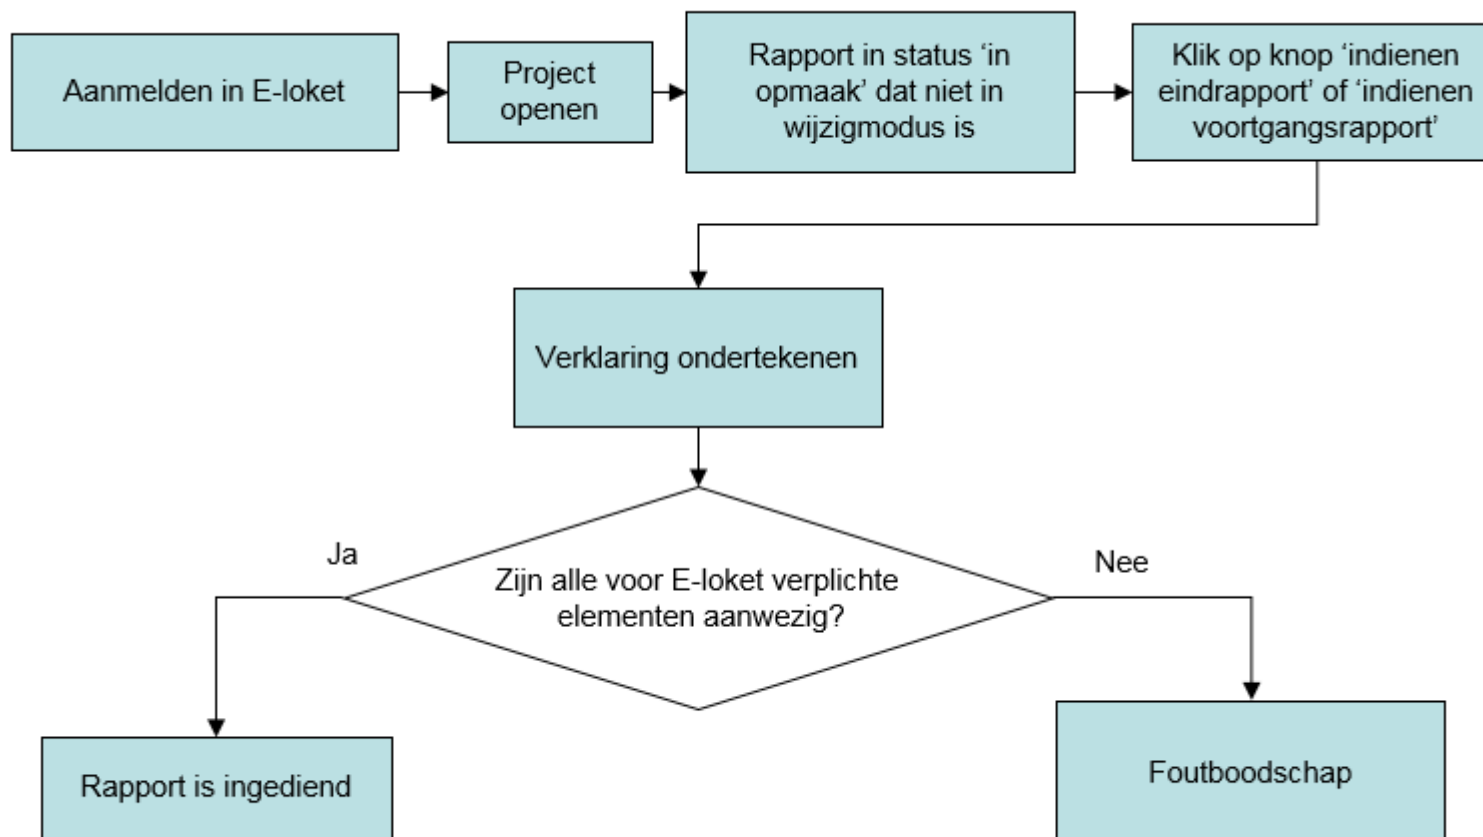 Aanmelden in E-loket
Project
openen
Rapport in status ‘in
opmaak’ dat niet in
wijzigmodus is
Klik op knop ‘indienen
eindrapport’ of ‘indienen
voortgangsrapport’
Verklaring ondertekenen
Ja
Nee
Zijn alle voor E-loket verplichte
elementen aanwezig?
Rapport is ingediend
Foutboodschap